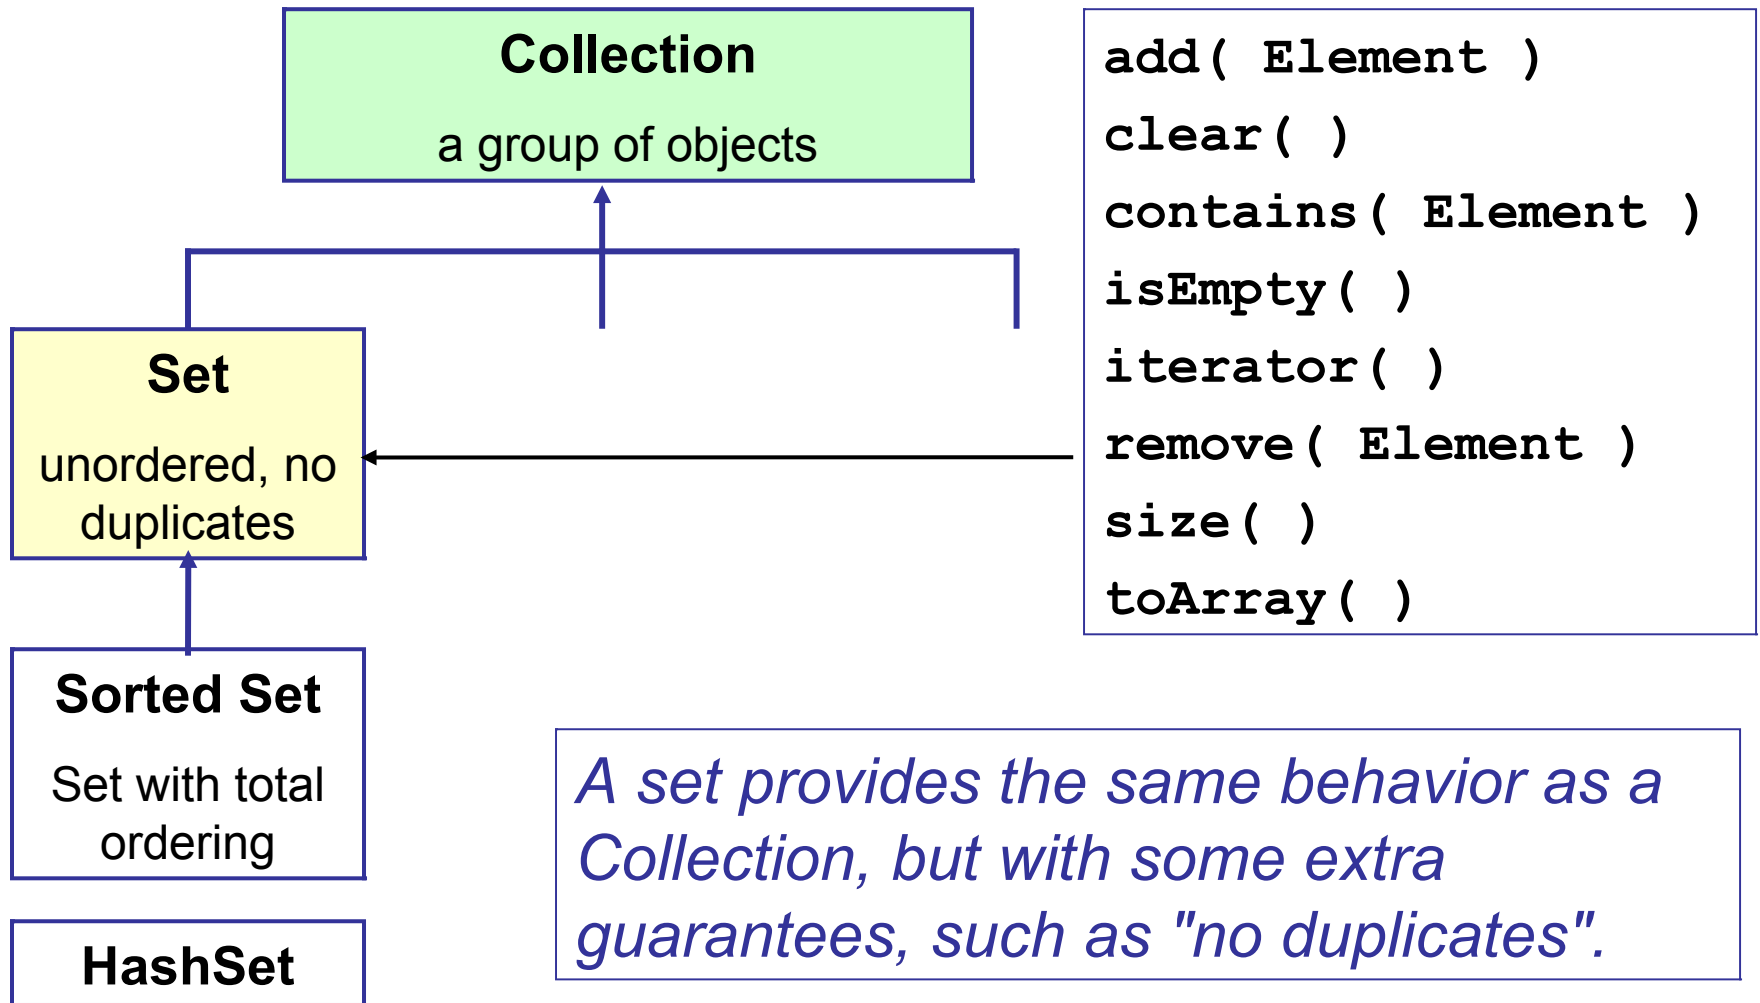 Collection
a group of objects
add( Element )
clear( )
contains( Element )
isEmpty( )
iterator( )
remove( Element )
size( )
toArray( )
Set
unordered, no
duplicates
Sorted Set
Set with total
ordering
HashSet
A set provides the same behavior as a
Collection, but with some extra
guarantees, such as "no duplicates".